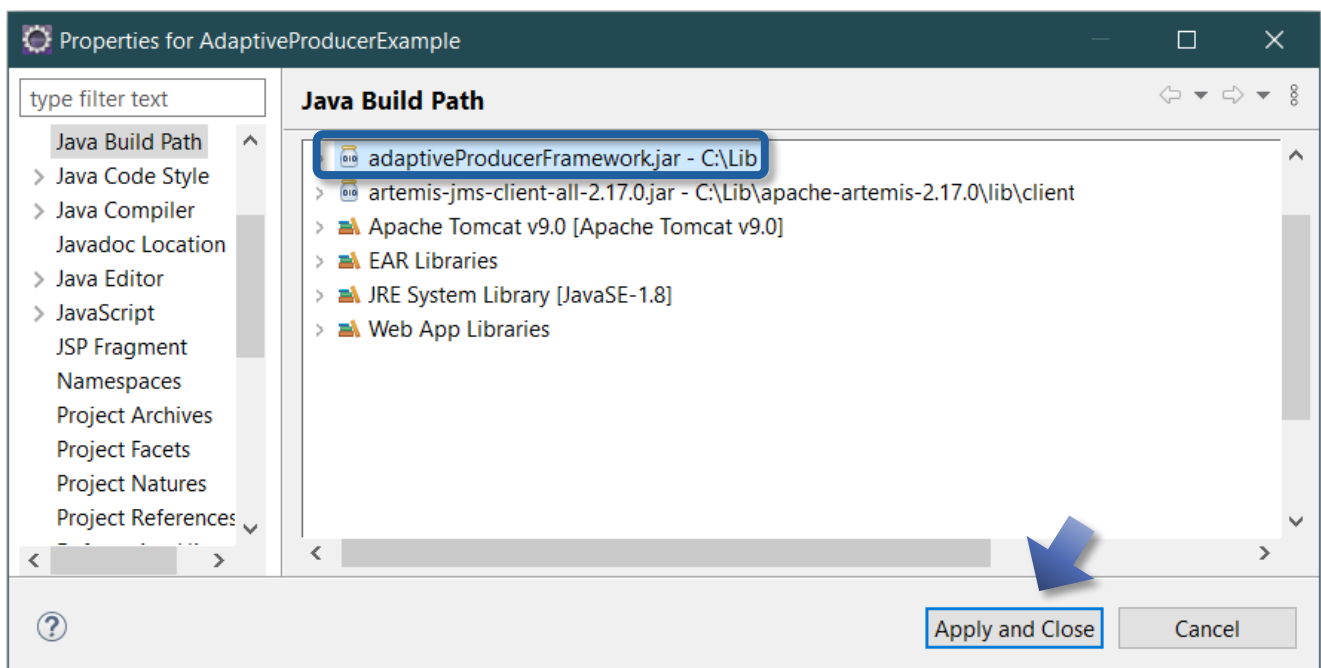 Properties for AdaptiveProducerExample
type filter text
Java Build Path
Java Code Style
Java Compiler
Javadoc Location
Java Editor
JavaScript
JSP Fragment
Namespaces
Project Archives
Project Facets
Project Natures
Project References
Java Build Path
adaptiveProducerFramework.jar - C:\Lib
artemis-jms-client-all-2.17.0.jar - C:\Lib\apache-artemis-2.17.0\lib\client
Apache Tomcat v9.0 [Apache Tomcat v9.0]
EAR Libraries
JRE System Library [JavaSE-1.8]
Web App Libraries
?
Apply and Close
Cancel